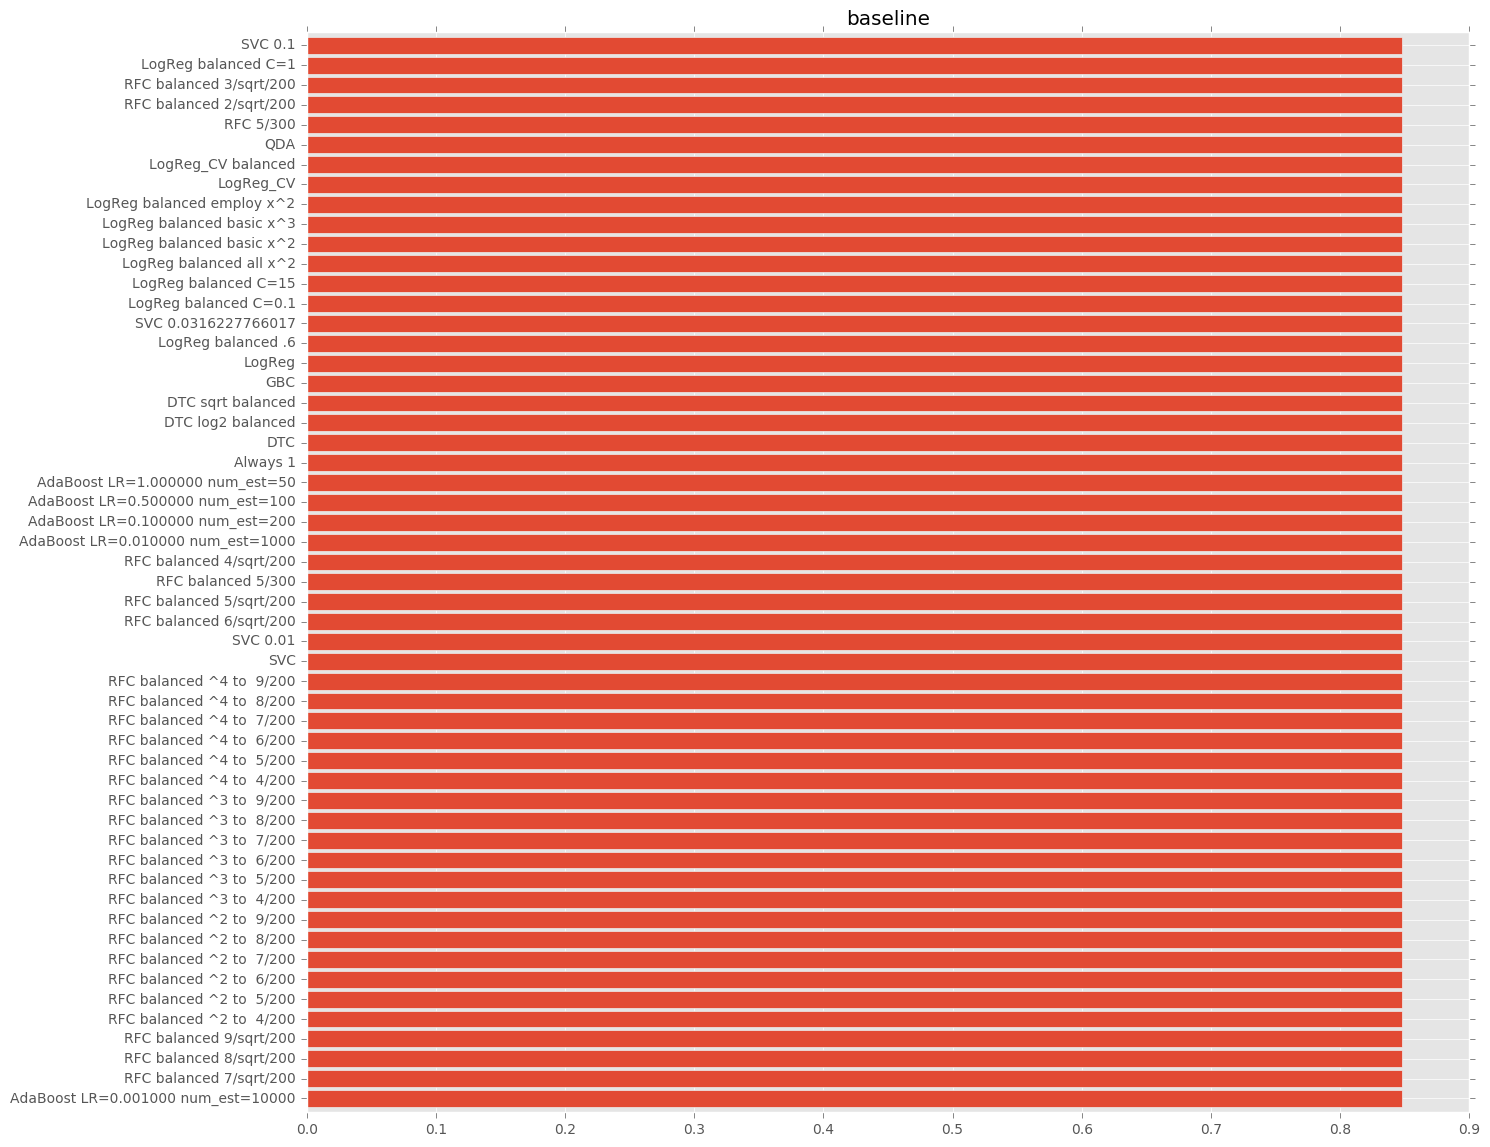 baseline
SVC 0.1
LogReg balanced C=1
RFC balanced 3/sqrt/200
RFC balanced 2/sqrt/200
RFC 5/300
QDA
LogReg_CV balanced
LogReg_CV
LogReg balanced employ x^2
LogReg balanced basic x^3
LogReg balanced basic x^2
LogReg balanced all x^2
LogReg balanced C=15
LogReg balanced C=0.1
SVC 0.0316227766017
LogReg balanced .6
LogReg
GBC
DTC sqrt balanced
DTC log2 balanced
DTC
Always 1
AdaBoost LR=1.000000 num_est=50
AdaBoost LR=0.500000 num_est=100
AdaBoost LR=0.100000 num_est=200
AdaBoost LR=0.010000 num_est=1000
RFC balanced 4/sqrt/200
RFC balanced 5/300
RFC balanced 5/sqrt/200
RFC balanced 6/sqrt/200
SVC 0.01
SVC
RFC balanced ^4 to  9/200
RFC balanced ^4 to  8/200
RFC balanced ^4 to  7/200
RFC balanced ^4 to  6/200
RFC balanced ^4 to  5/200
RFC balanced ^4 to  4/200
RFC balanced ^3 to  9/200
RFC balanced ^3 to  8/200
RFC balanced ^3 to  7/200
RFC balanced ^3 to  6/200
RFC balanced ^3 to  5/200
RFC balanced ^3 to  4/200
RFC balanced ^2 to  9/200
RFC balanced ^2 to  8/200
RFC balanced ^2 to  7/200
RFC balanced ^2 to  6/200
RFC balanced ^2 to  5/200
RFC balanced ^2 to  4/200
RFC balanced 9/sqrt/200
RFC balanced 8/sqrt/200
RFC balanced 7/sqrt/200
AdaBoost LR=0.001000 num_est=10000
0.0 0.1 0.2 0.3 0.4 0.5 0.6 0.7 0.8 0.9